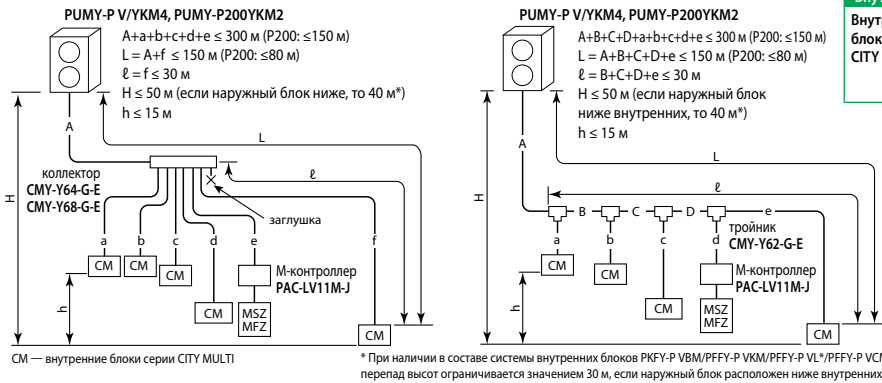 PUMY-P V/YKM4, PUMY-P200YKM2
A+a+b+c+d+e ≤ 300 м (P200: ≤150 м)
L = A+f ≤ 150 м (P200: ≤80 м)
ℓ = f ≤ 30 м
H ≤ 50 м (если наружный блок ниже, то 40 м*)
h ≤ 15 м
A
L
H
коллектор
CMY-Y64-G-E
CMY-Y68-G-E
ℓ
заглушка
a
b
c
d
e
f
CM
CM
CM
М-контроллер
PAC-LV11M-J
h
CM
MSZ
MFZ
CM
CM — внутренние блоки серии CITY MULTI
PUMY-P V/YKM4, PUMY-P200YKM2
A+B+C+D+a+b+c+d+e ≤ 300 м (P200: ≤150 м)
L = A+B+C+D+e ≤ 150 м (P200: ≤80 м)
ℓ = B+C+D+e ≤ 30 м
H ≤ 50 м (если наружный блок
ниже внутренних, то 40 м*)
h ≤ 15 м
A
L
H
ℓ
B
C
D
e
тройник
CMY-Y62-G-E
a
b
c
d
CM
CM
М-контроллер
PAC-LV11M-J
h
CM
MSZ
MFZ
CM
* При наличии в составе системы внутренних блоков PKFY-P VBM/PFFY-P VKM/PFFY-P VL*/PFFY-P VCM
перепад высот ограничивается значением 30 м, если наружный блок расположен ниже внутренних
Внутр
блок
CITY